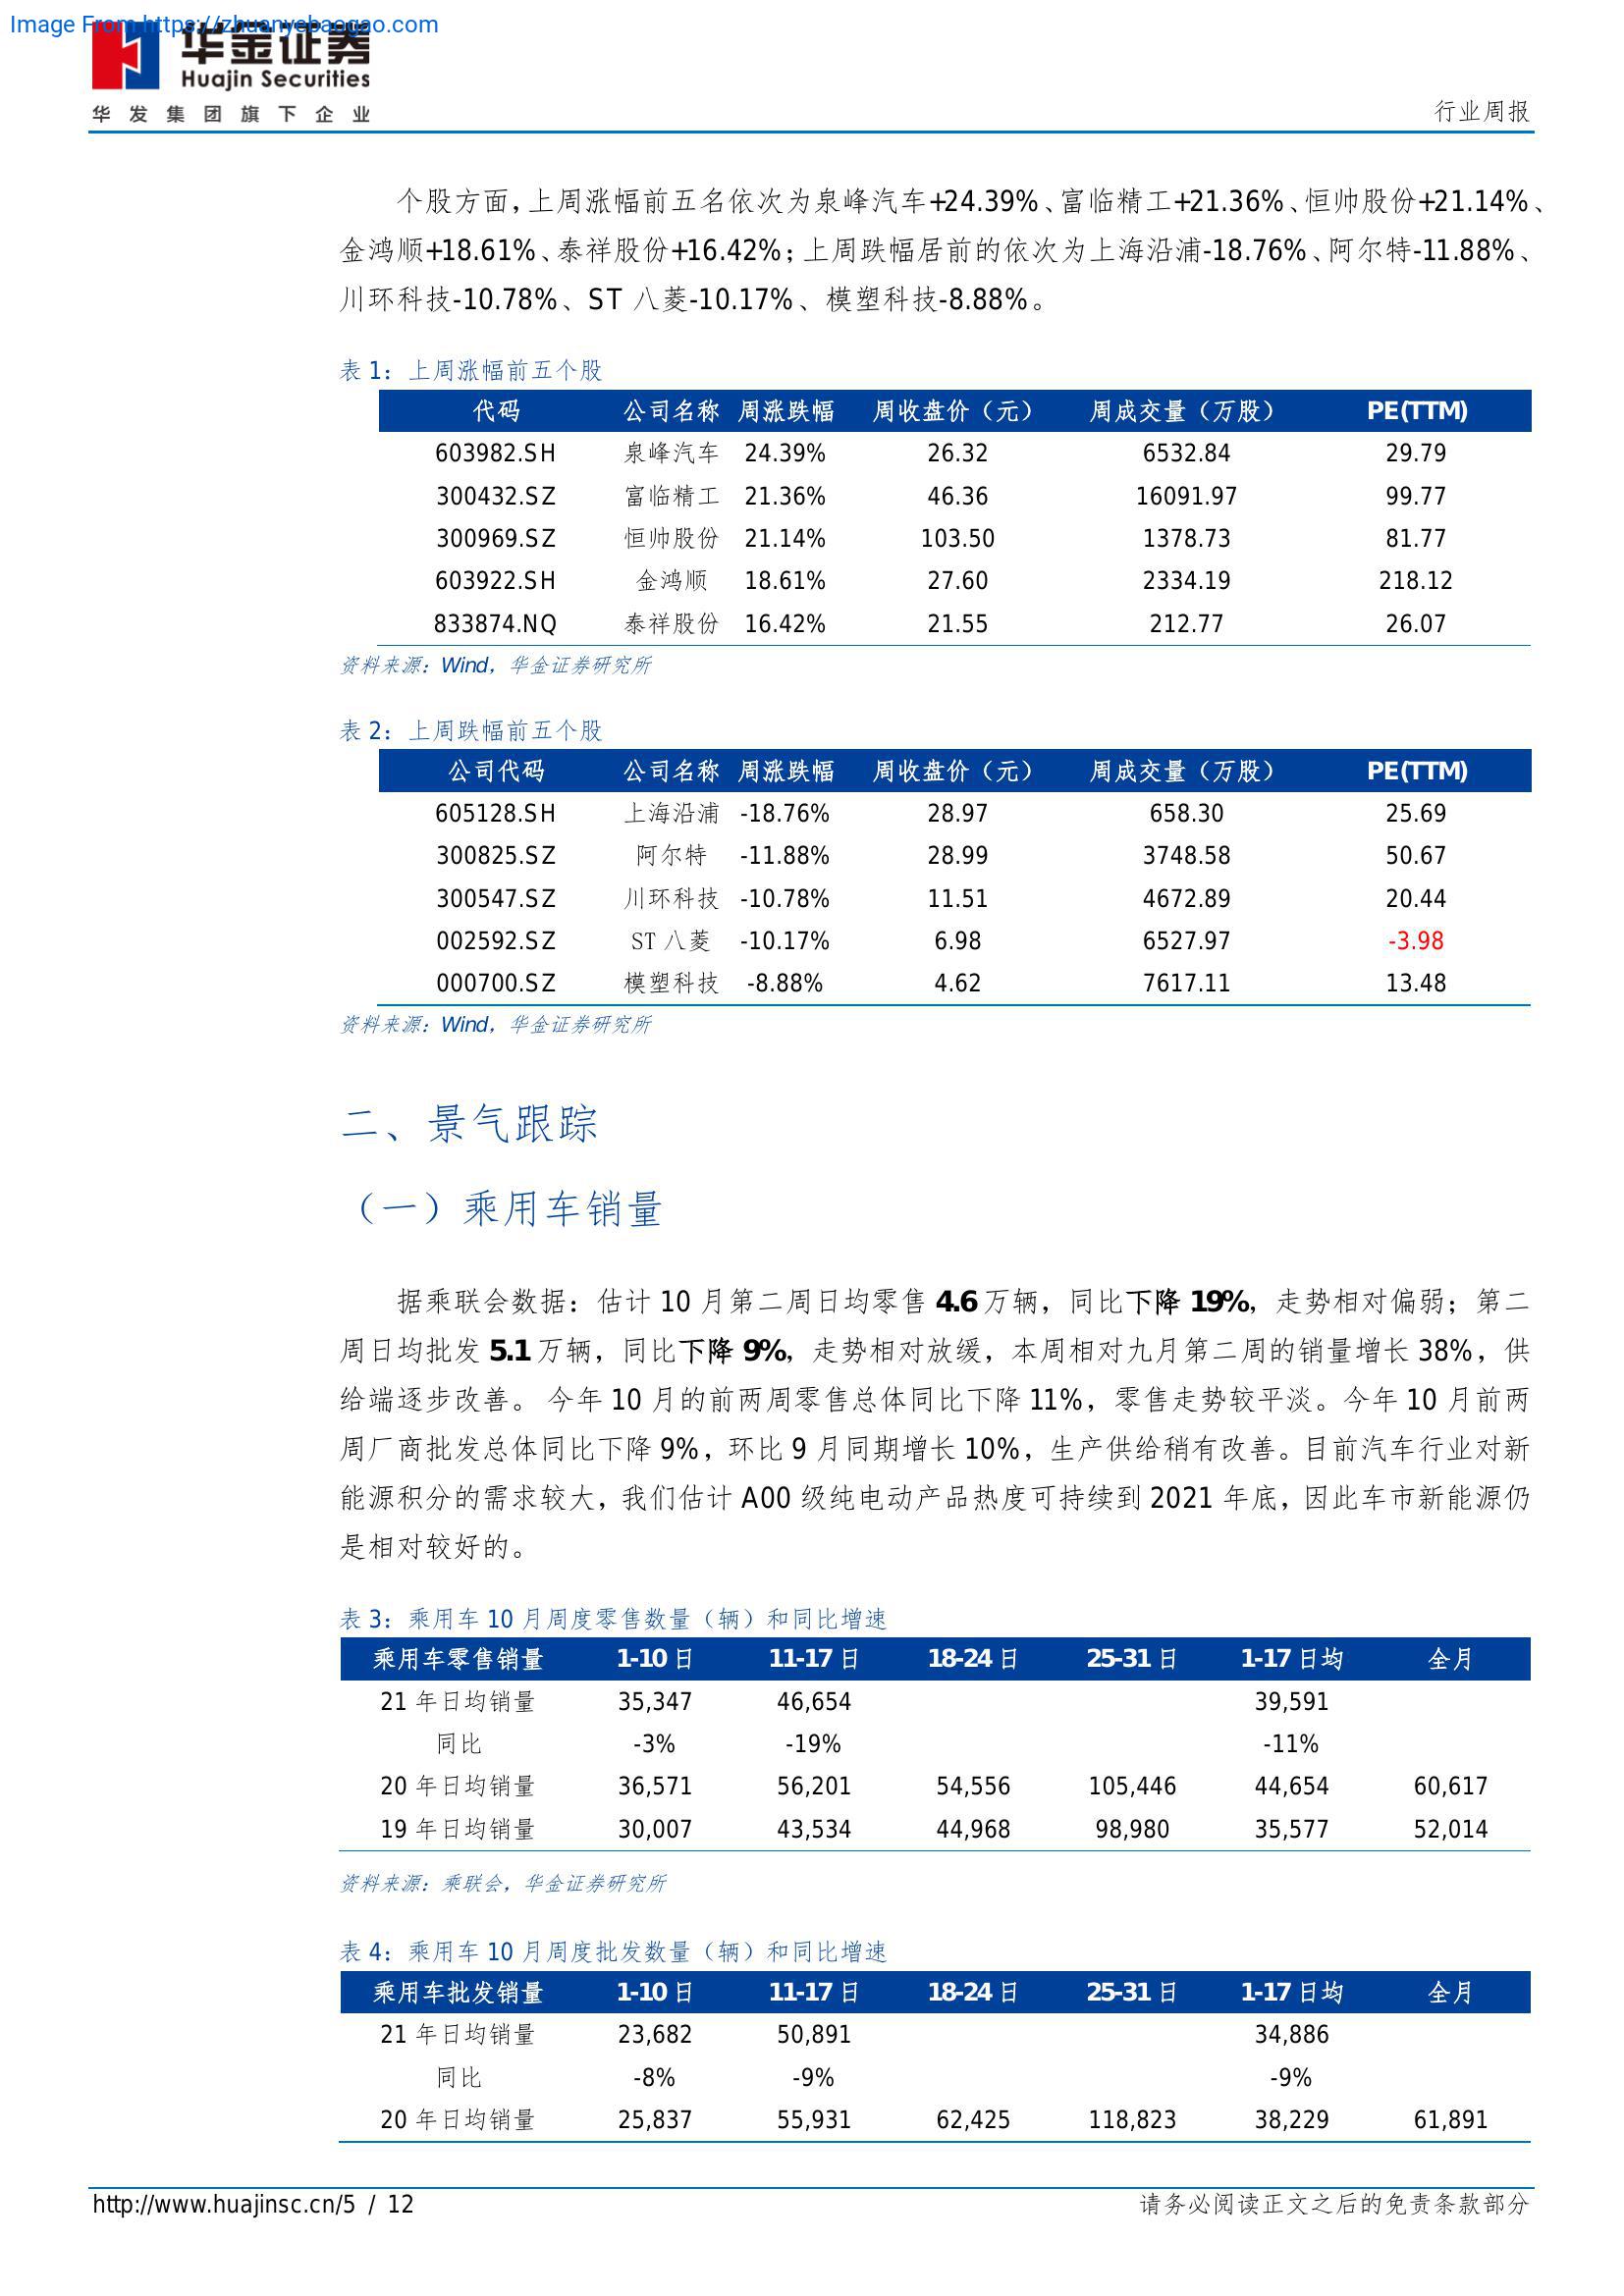 Image From https://zhuanyebaogao.com
华金证券
Huajin Securities
华发集团旗下企业
行业周报
个股方面，上周涨幅前五名依次为泉峰汽车+24.39%、富临精工+21.36%、恒帅股份+21.14%、
金鸿顺+18.61%、泰祥股份+16.42%；上周跌幅居前的依次为上海沿浦-18.76%、阿尔特-11.88%、
川环科技-10.78%、ST 八菱-10.17%、模塑科技-8.88%。
表 1：上周涨幅前五个股
代码 公司名称 周涨跌幅 周收盘价（元） 周成交量（万股） PE(TTM)
603982.SH 泉峰汽车 24.39% 26.32 6532.84 29.79
300432.SZ 富临精工 21.36% 46.36 16091.97 99.77
300969.SZ 恒帅股份 21.14% 103.50 1378.73 81.77
603922.SH 金鸿顺 18.61% 27.60 2334.19 218.12
833874.NQ 泰祥股份 16.42% 21.55 212.77 26.07
资料来源：Wind，华金证券研究所
表 2：上周跌幅前五个股
公司代码 公司名称 周涨跌幅 周收盘价（元） 周成交量（万股） PE(TTM)
605128.SH 上海沿浦 -18.76% 28.97 658.30 25.69
300825.SZ 阿尔特 -11.88% 28.99 3748.58 50.67
300547.SZ 川环科技 -10.78% 11.51 4672.89 20.44
002592.SZ ST 八菱 -10.17% 6.98 6527.97 -3.98
000700.SZ 模塑科技 -8.88% 4.62 7617.11 13.48
资料来源：Wind，华金证券研究所
二、景气跟踪
（一）乘用车销量
据乘联会数据：估计 10 月第二周日均零售 4.6 万辆，同比下降 19%，走势相对偏弱；第二
周日均批发 5.1 万辆，同比下降 9%，走势相对放缓，本周相对九月第二周的销量增长 38%，供
给端逐步改善。 今年 10 月的前两周零售总体同比下降 11%，零售走势较平淡。今年 10 月前两
周厂商批发总体同比下降 9%，环比 9 月同期增长 10%，生产供给稍有改善。目前汽车行业对新
能源积分的需求较大，我们估计 A00 级纯电动产品热度可持续到 2021 年底，因此车市新能源仍
是相对较好的。
表 3：乘用车 10 月周度零售数量（辆）和同比增速
乘用车零售销量 1-10 日 11-17 日 18-24 日 25-31 日 1-17 日均 全月
21 年日均销量 35,347 46,654 39,591
同比 -3% -19% -11%
20 年日均销量 36,571 56,201 54,556 105,446 44,654 60,617
19 年日均销量 30,007 43,534 44,968 98,980 35,577 52,014
资料来源：乘联会，华金证券研究所
表 4：乘用车 10 月周度批发数量（辆）和同比增速
乘用车批发销量 1-10 日 11-17 日 18-24 日 25-31 日 1-17 日均 全月
21 年日均销量 23,682 50,891 34,886
同比 -8% -9% -9%
20 年日均销量 25,837 55,931 62,425 118,823 38,229 61,891
http://www.huajinsc.cn/5 / 12
请务必阅读正文之后的免责条款部分